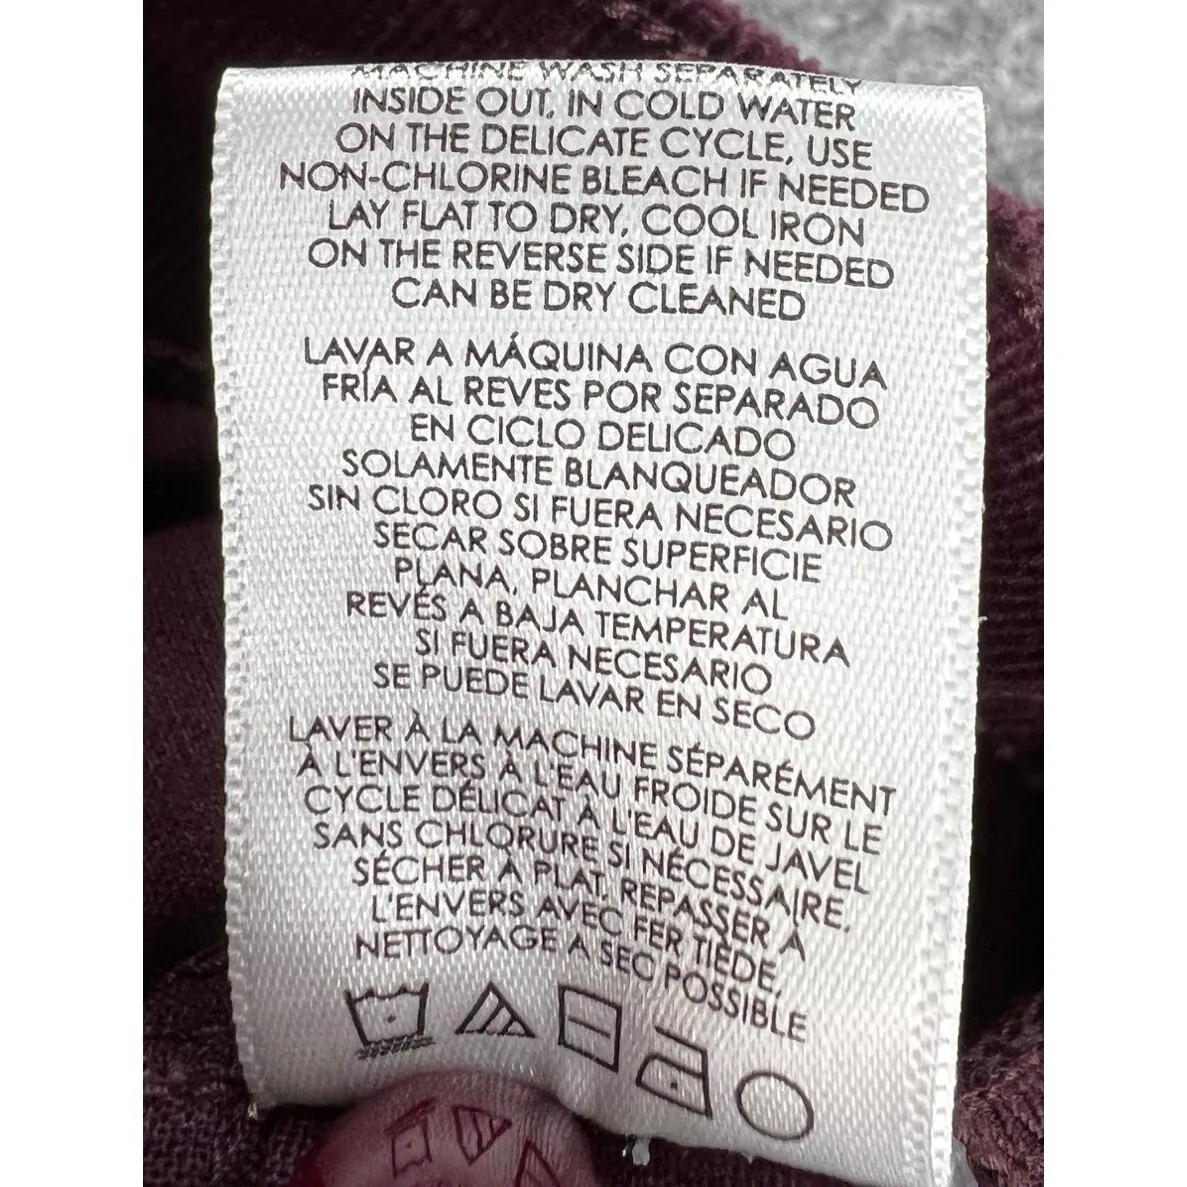 MACHINE WASH SEPARATELY
INSIDE OUT, IN COLD WATER
ON THE DELICATE CYCLE, USE
NON-CHLORINE BLEACH IF NEEDED
LAY FLAT TO DRY, COOL IRON
ON THE REVERSE SIDE IF NEEDED
CAN BE DRY CLEANED
LAVAR A MÁQUINA CON AGUA
FRÍA AL REVES POR SEPARADO
EN CICLO DELICADO
SOLAMENTE BLANQUEADOR
SIN CLORO SI FUERA NECESARIO
SECAR SOBRE SUPERFICIE
PLANA, PLANCHAR AL
REVÉS A BAJA TEMPERATURA
SI FUERA NECESARIO
SE PUEDE LAVAR EN SECO
LAVER À LA MACHINE SÉPARÉMENT
À L'ENVERS À L'EAU FROIDE SUR LE
CYCLE DÉLICAT À L'EAU DE JAVEL
SANS CHLORURE SI NÉCESSAIRE,
SÉCHER À PLAT, REPASSER À
L'ENVERS AVEC FER TIÈDE,
NETTOYAGE A SEC POSSIBLE